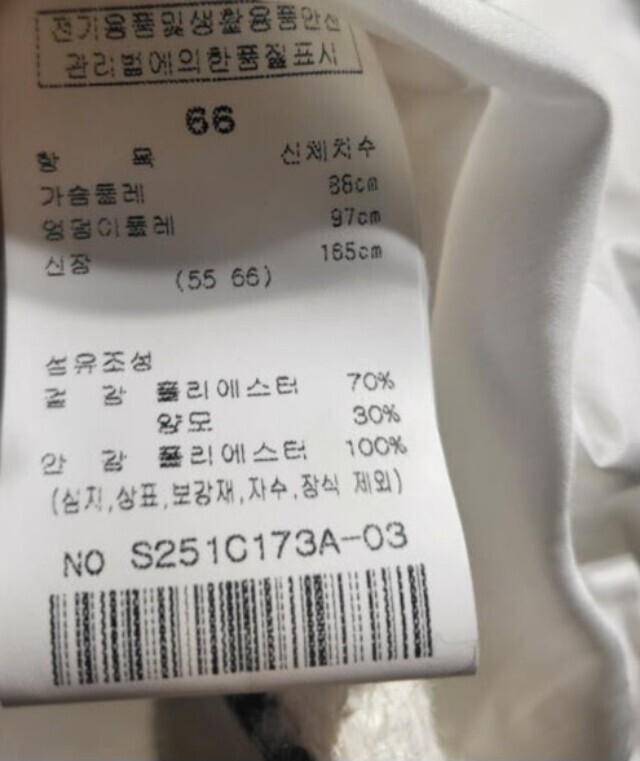 전기용품및생활용품안전
관리법에의한품질표시
66
항 목 신체치수
가슴둘레 88cm
엉덩이둘레 97cm
신장 165cm
(55 66)
섬유조성
겉 감 폴리에스터 70%
양모 30%
안 감 폴리에스터 100%
(심지,상표,보강재,자수,장식 제외)
NO S251C173A-03